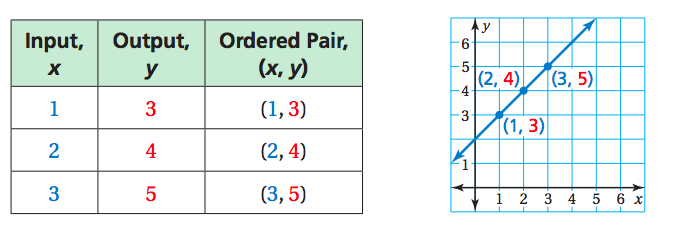 Input, Output, Ordered Pair,
x y (x, y)
1 3 (1, 3)
2 4 (2, 4)
3 5 (3, 5)
y
6
5
(2, 4) (3, 5)
4
3
(1, 3)
1
1 2 3 4 5 6 x